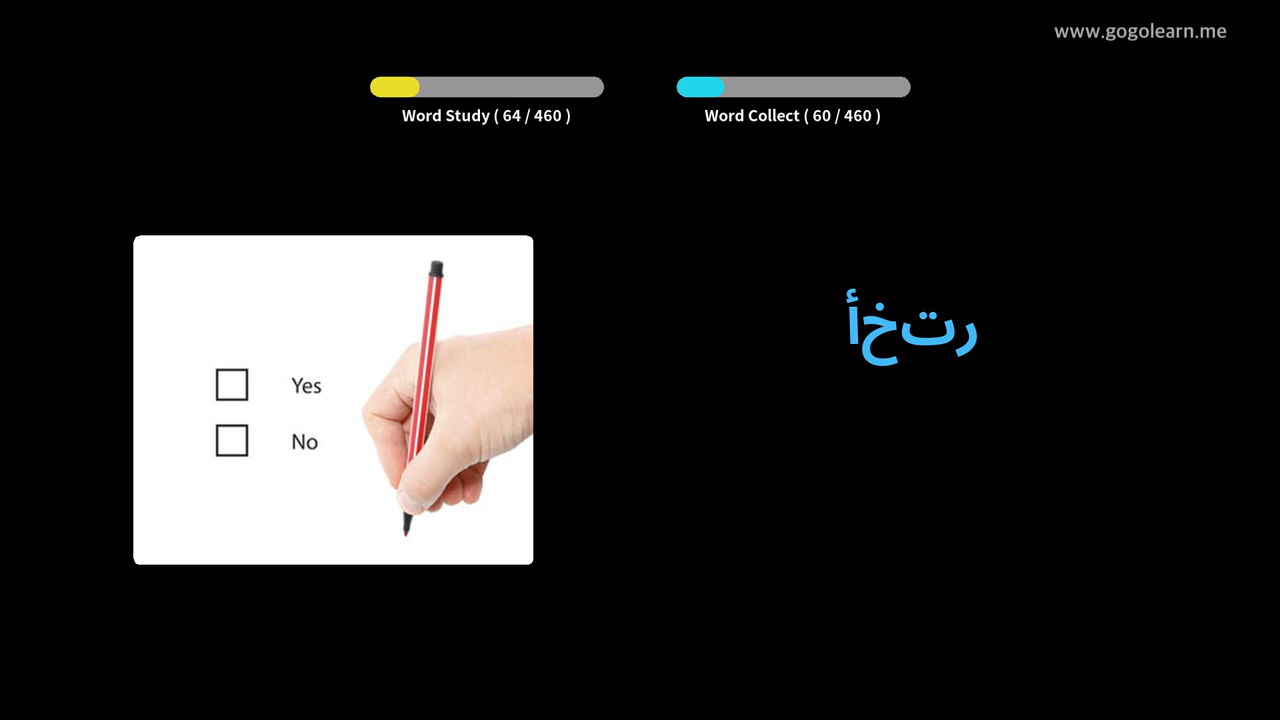 www.gogolearn.me
Word Study ( 64 / 460 )
Word Collect ( 60 / 460 )
رتخأ
Yes
No